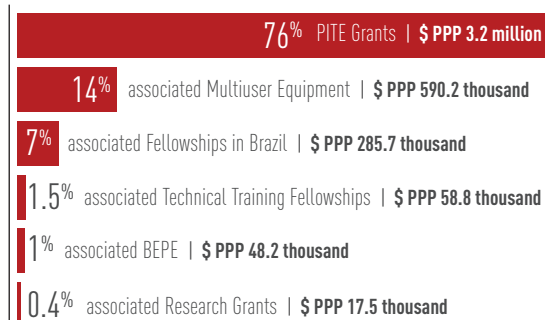 76% PITE Grants | $ PPP 3.2 million
14% associated Multiuser Equipment | $ PPP 590.2 thousand
7% associated Fellowships in Brazil | $ PPP 285.7 thousand
1.5% associated Technical Training Fellowships | $ PPP 58.8 thousand
1% associated BEPE | $ PPP 48.2 thousand
0.4% associated Research Grants | $ PPP 17.5 thousand